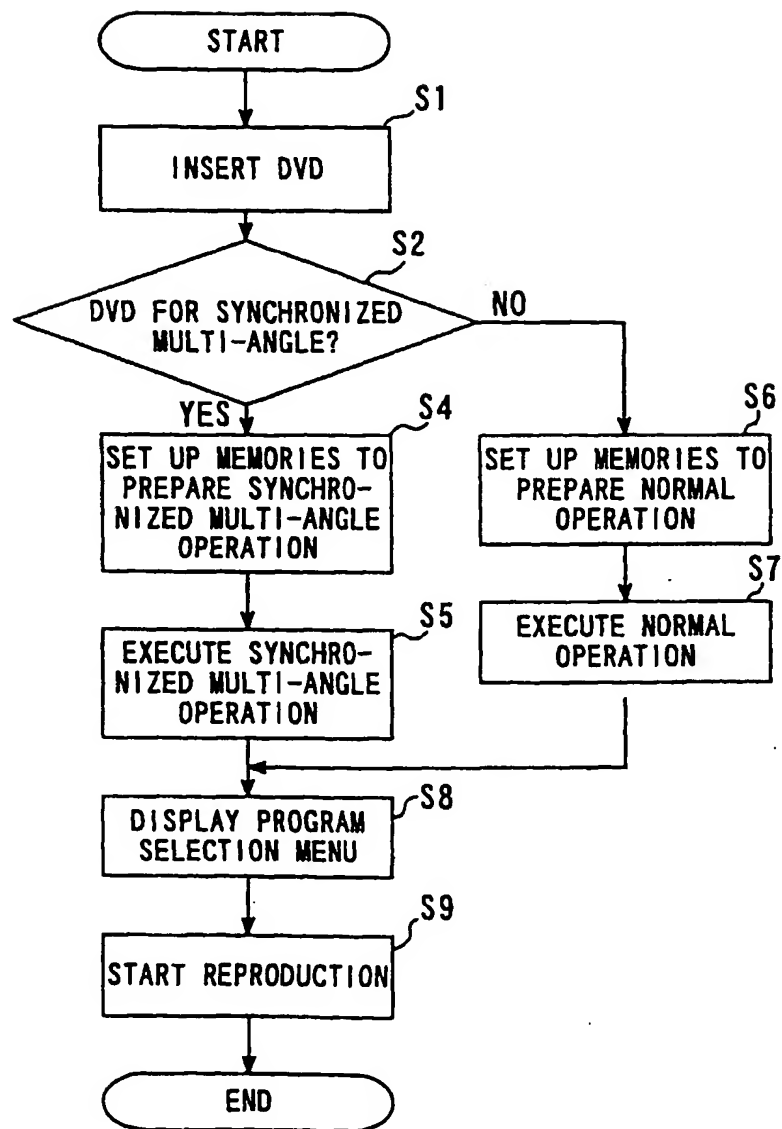 START
S1
INSERT DVD
S2
DVD FOR SYNCHRONIZED
MULTI-ANGLE?
NO
YES
S4
SET UP MEMORIES TO
PREPARE SYNCHRO-
NIZED MULTI-ANGLE
OPERATION
S6
SET UP MEMORIES TO
PREPARE NORMAL
OPERATION
S5
EXECUTE SYNCHRO-
NIZED MULTI-ANGLE
OPERATION
S7
EXECUTE NORMAL
OPERATION
S8
DISPLAY PROGRAM
SELECTION MENU
S9
START REPRODUCTION
END